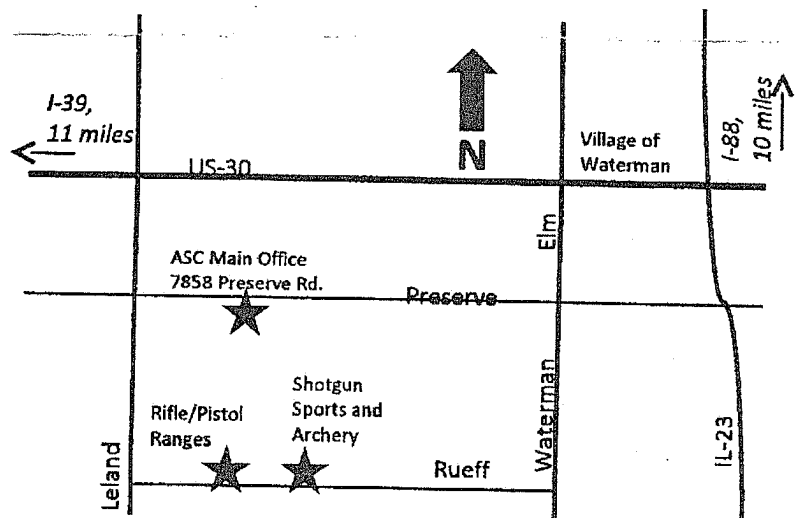 I-39,
11 miles
I-88,
10 miles
N
Village of
Waterman
US-30
Elm
ASC Main Office
7858 Preserve Rd.
Preserve
Shotgun
Sports and
Archery
Rifle/Pistol
Ranges
Waterman
Leland
Rueff
IL-23